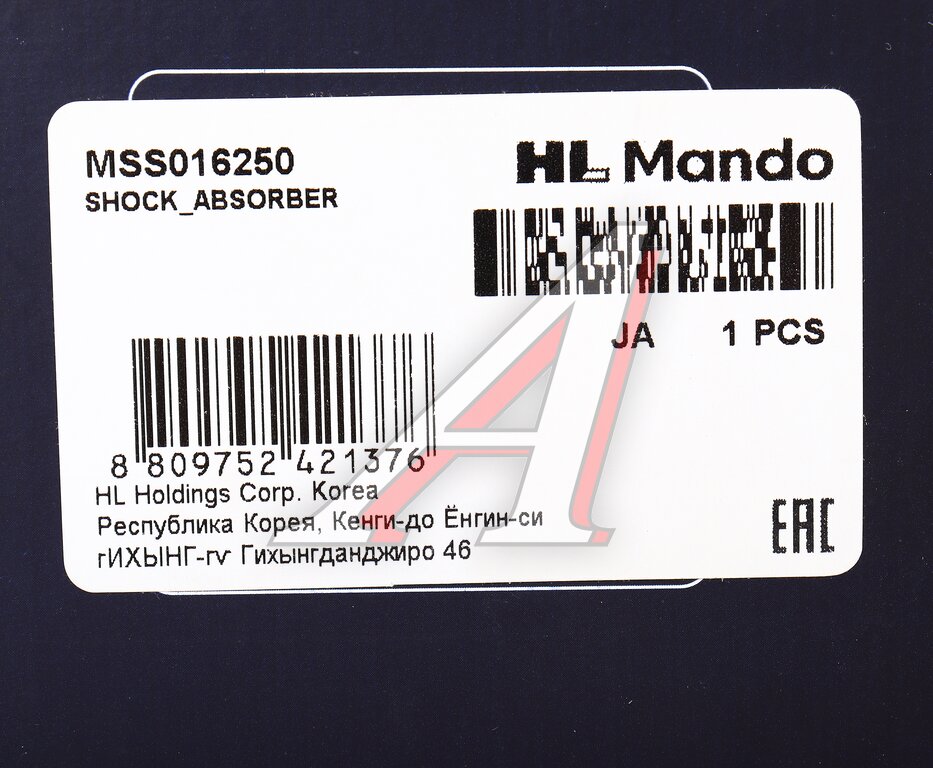 MSS016250
SHOCK_ABSORBER
HL Mando
JA 1 PCS
8 809752 421376
HL Holdings Corp. Korea
Республика Корея, Кенги-до Ёнгин-си
гИХЫНГ-гу Гихынгданджиро 46
EAC